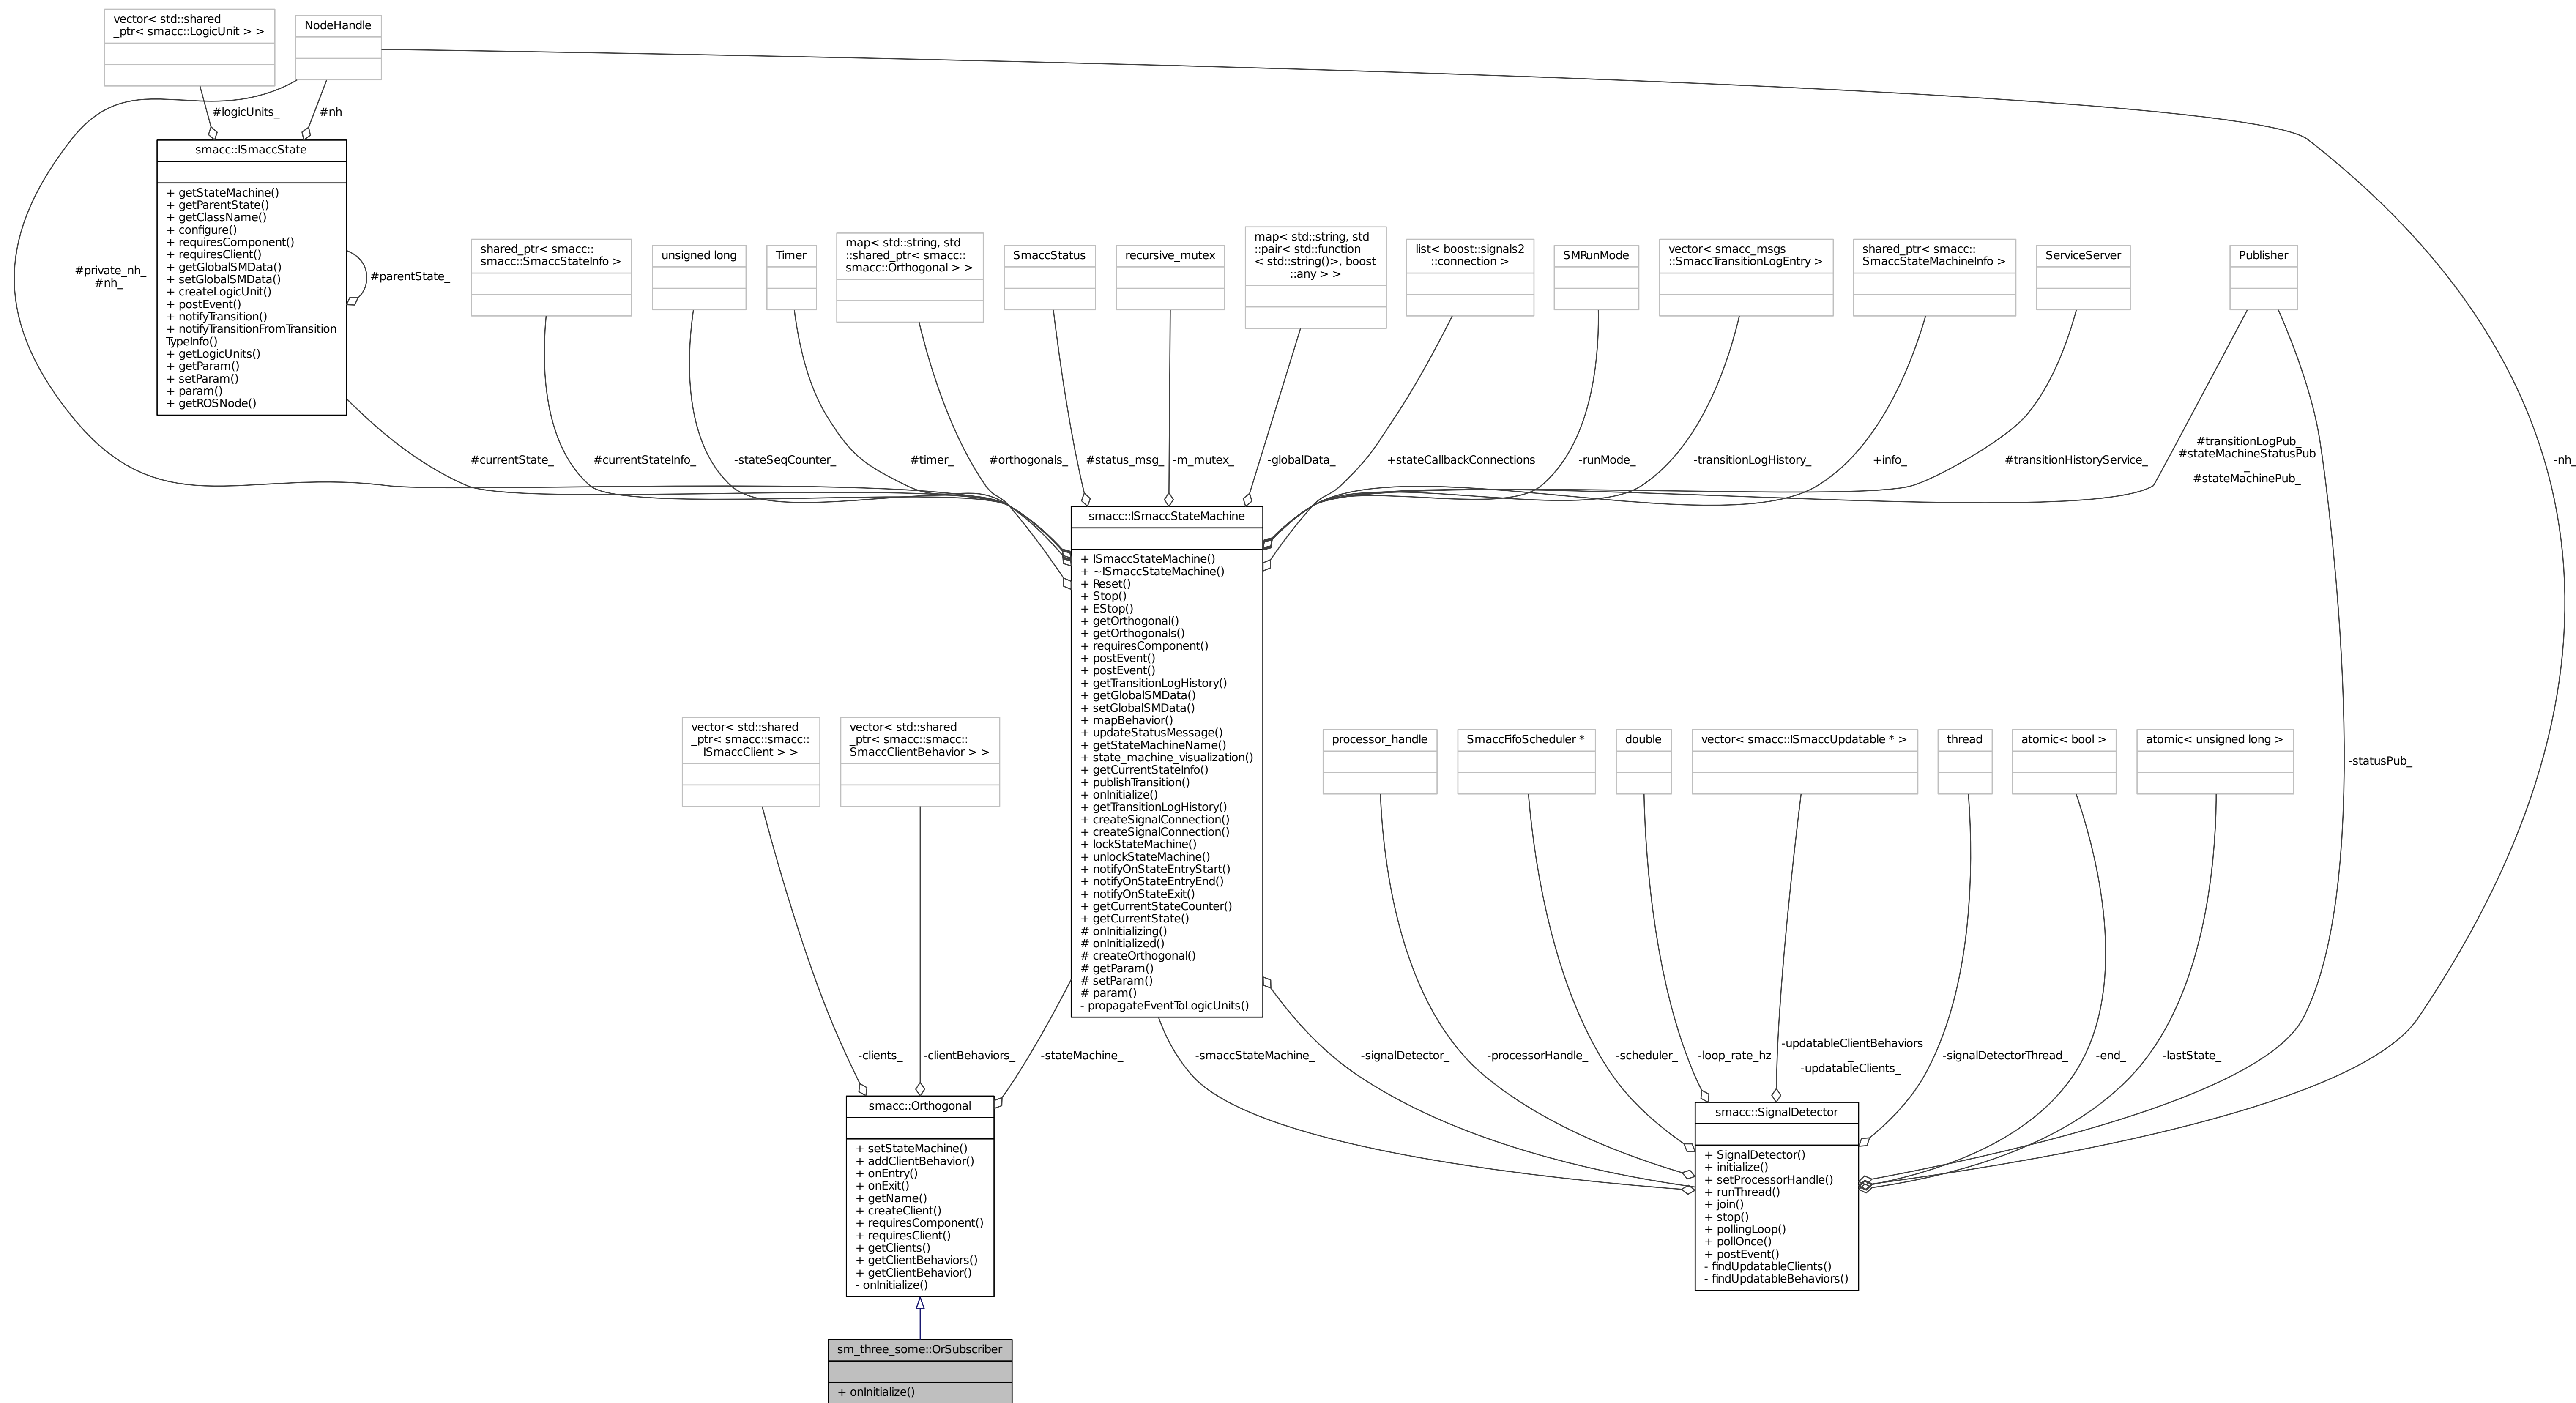 vector< std::shared
_ptr< smacc::LogicUnit > >
NodeHandle
#logicUnits_
#nh
smacc::ISmaccState
+ getStateMachine()
+ getParentState()
+ getClassName()
+ configure()
+ requiresComponent()
+ requiresClient()
+ getGlobalSMData()
+ setGlobalSMData()
+ createLogicUnit()
+ postEvent()
+ notifyTransition()
+ notifyTransitionFromTransition
TypeInfo()
+ getLogicUnits()
+ getParam()
+ setParam()
+ param()
+ getROSNode()
#private_nh_
#nh_
#parentState_
shared_ptr< smacc::
smacc::SmaccStateInfo >
unsigned long
Timer
map< std::string, std
::shared_ptr< smacc::
smacc::Orthogonal > >
SmaccStatus
recursive_mutex
map< std::string, std
::pair< std::function
< std::string()>, boost
::any > >
list< boost::signals2
::connection >
SMRunMode
vector< smacc_msgs
::SmaccTransitionLogEntry >
shared_ptr< smacc::
SmaccStateMachineInfo >
ServiceServer
Publisher
#currentState_
#currentStateInfo_
-stateSeqCounter_
#timer_
#orthogonals_
#status_msg_
-m_mutex_
-globalData_
+stateCallbackConnections
-runMode_
-transitionLogHistory_
+info_
#transitionHistoryService_
#transitionLogPub_
#stateMachineStatusPub
_
#stateMachinePub_
-nh_
smacc::ISmaccStateMachine
+ ISmaccStateMachine()
+ ~ISmaccStateMachine()
+ Reset()
+ Stop()
+ EStop()
+ getOrthogonal()
+ getOrthogonals()
+ requiresComponent()
+ postEvent()
+ postEvent()
+ getTransitionLogHistory()
+ getGlobalSMData()
+ setGlobalSMData()
+ mapBehavior()
+ updateStatusMessage()
+ getStateMachineName()
+ state_machine_visualization()
+ getCurrentStateInfo()
+ publishTransition()
+ onInitialize()
+ getTransitionLogHistory()
+ createSignalConnection()
+ createSignalConnection()
+ lockStateMachine()
+ unlockStateMachine()
+ notifyOnStateEntryStart()
+ notifyOnStateEntryEnd()
+ notifyOnStateExit()
+ getCurrentStateCounter()
+ getCurrentState()
# onInitializing()
# onInitialized()
# createOrthogonal()
# getParam()
# setParam()
# param()
- propagateEventToLogicUnits()
vector< std::shared
_ptr< smacc::smacc::
ISmaccClient > >
vector< std::shared
_ptr< smacc::smacc::
SmaccClientBehavior > >
processor_handle
SmaccFifoScheduler *
double
vector< smacc::ISmaccUpdatable * >
thread
atomic< bool >
atomic< unsigned long >
-statusPub_
-clients_
-clientBehaviors_
-stateMachine_
-smaccStateMachine_
-signalDetector_
-processorHandle_
-scheduler_
-loop_rate_hz
-updatableClientBehaviors
_
-updatableClients_
-signalDetectorThread_
-end_
-lastState_
smacc::Orthogonal
+ setStateMachine()
+ addClientBehavior()
+ onEntry()
+ onExit()
+ getName()
+ createClient()
+ requiresComponent()
+ requiresClient()
+ getClients()
+ getClientBehaviors()
+ getClientBehavior()
- onInitialize()
smacc::SignalDetector
+ SignalDetector()
+ initialize()
+ setProcessorHandle()
+ runThread()
+ join()
+ stop()
+ pollingLoop()
+ pollOnce()
+ postEvent()
- findUpdatableClients()
- findUpdatableBehaviors()
sm_three_some::OrSubscriber
+ onInitialize()